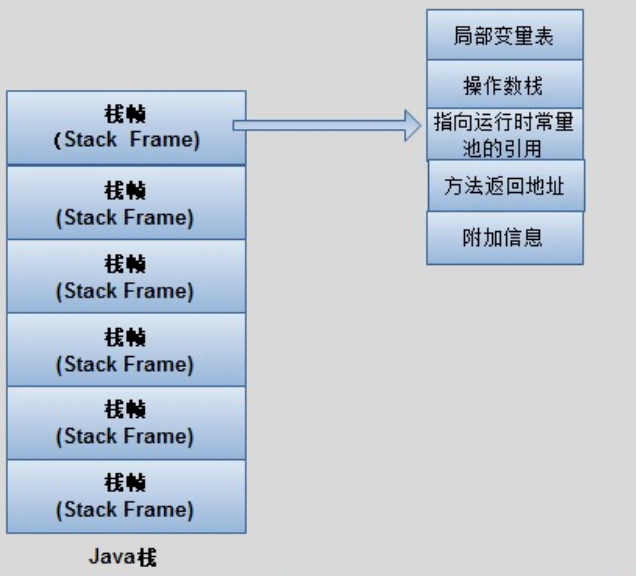 栈帧
(Stack Frame)
栈帧
(Stack Frame)
栈帧
(Stack Frame)
栈帧
(Stack Frame)
栈帧
(Stack Frame)
栈帧
(Stack Frame)
Java栈
局部变量表
操作数栈
指向运行时常量
池的引用
方法返回地址
附加信息